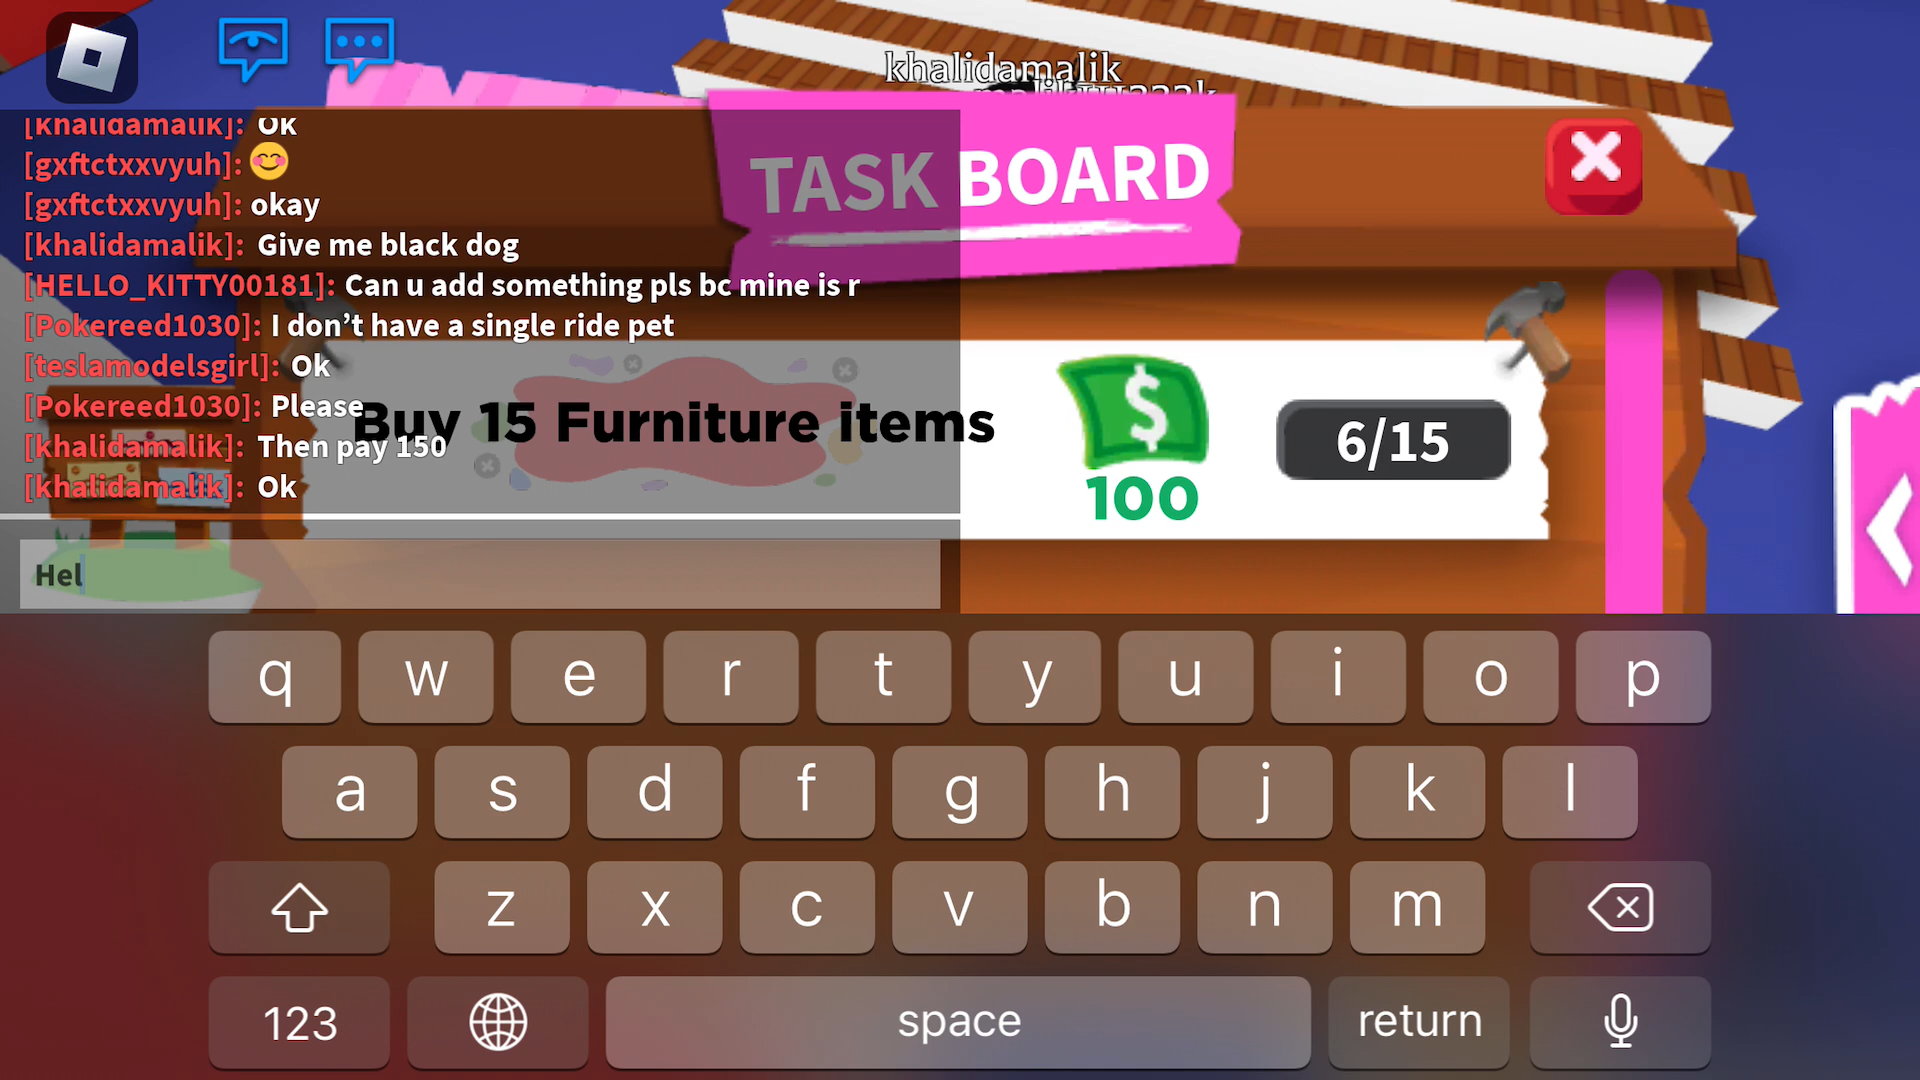 khalidamalik
[khalidamalik]: OK
[gxftctxxvyuh]: 😊
[gxftctxxvyuh]: okay
[khalidamalik]: Give me black dog
[HELLO_KITTY00181]: Can u add something pls bc mine is r
[Pokereed1030]: I don’t have a single ride pet
[teslamodelsgirl]: Ok
[Pokereed1030]: Please
[khalidamalik]: Then pay 150
[khalidamalik]: Ok
Hel
TASK BOARD
Buy 15 Furniture items
$
100
6/15
q w e r t y u i o p
a s d f g h j k l
z x c v b n m
123 space return